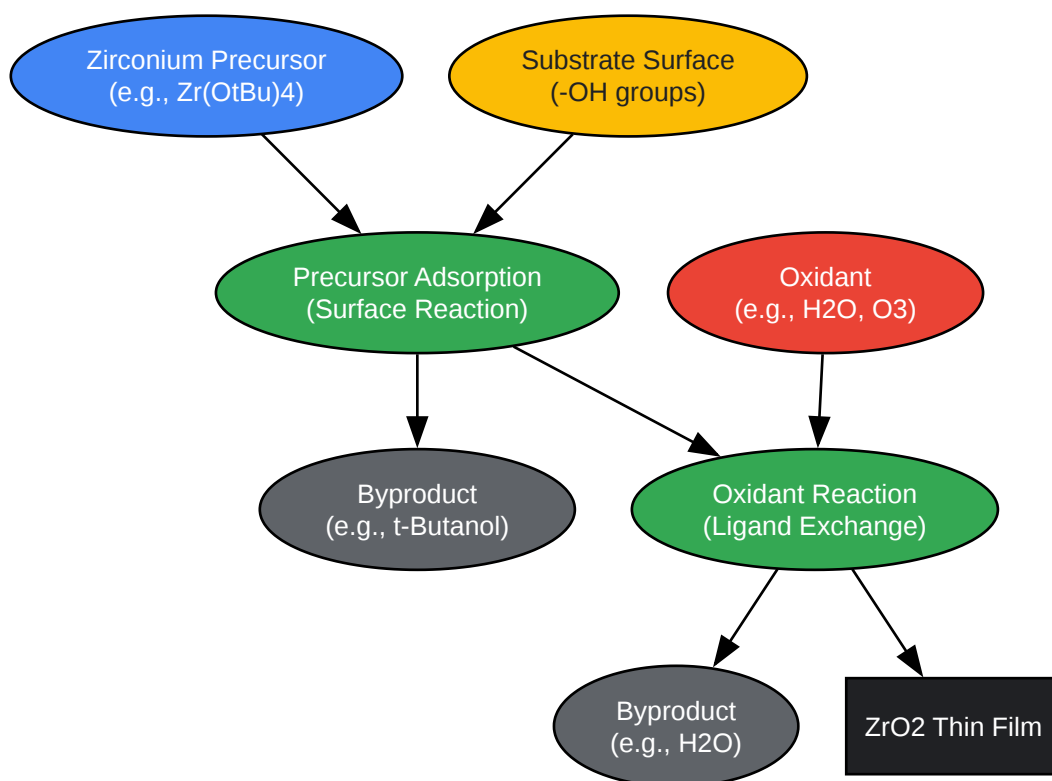 Zirconium Precursor
(e.g., Zr(OtBu)4)
Substrate Surface
(-OH groups)
Precursor Adsorption
(Surface Reaction)
Oxidant
(e.g., H2O, O3)
Byproduct
(e.g., t-Butanol)
Oxidant Reaction
(Ligand Exchange)
Byproduct
(e.g., H2O)
ZrO2 Thin Film